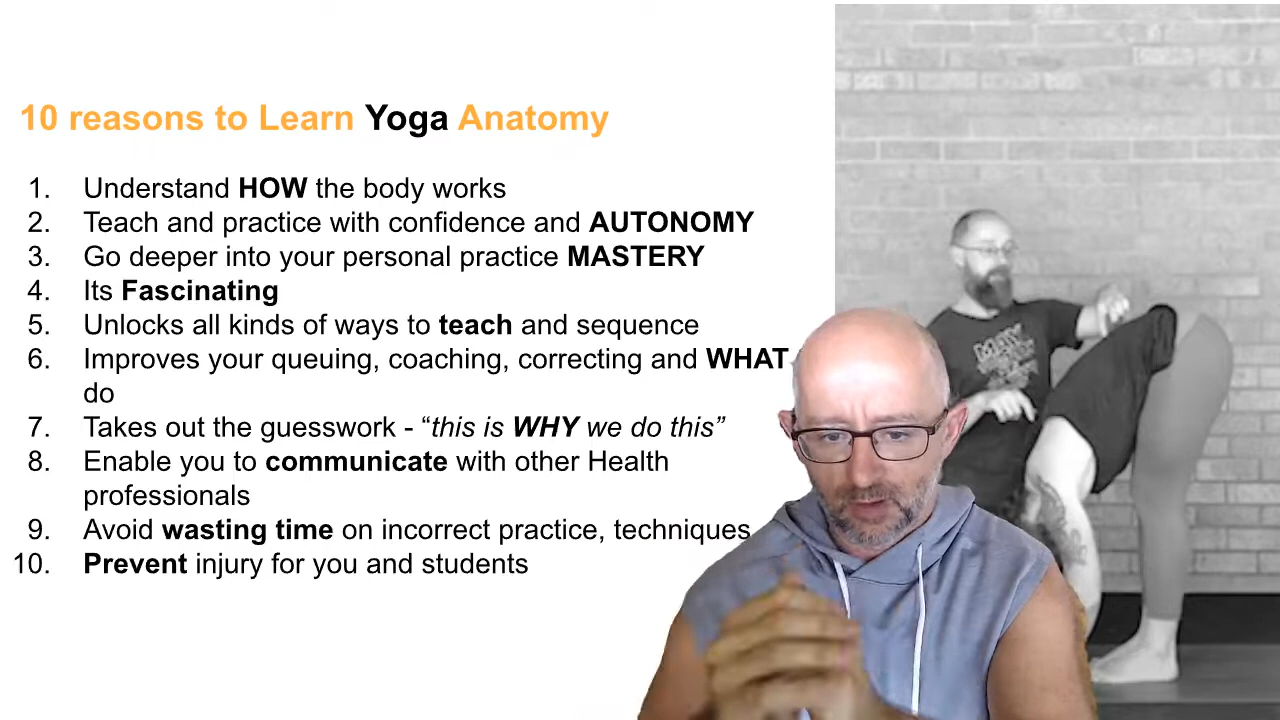 10 reasons to Learn Yoga Anatomy
1. Understand HOW the body works
2. Teach and practice with confidence and AUTONOMY
3. Go deeper into your personal practice MASTERY
4. Its Fascinating
5. Unlocks all kinds of ways to teach and sequence
6. Improves your queuing, coaching, correcting and WHAT
do
7. Takes out the guesswork - “this is WHY we do this”
8. Enable you to communicate with other Health
professionals
9. Avoid wasting time on incorrect practice, techniques
10. Prevent injury for you and students